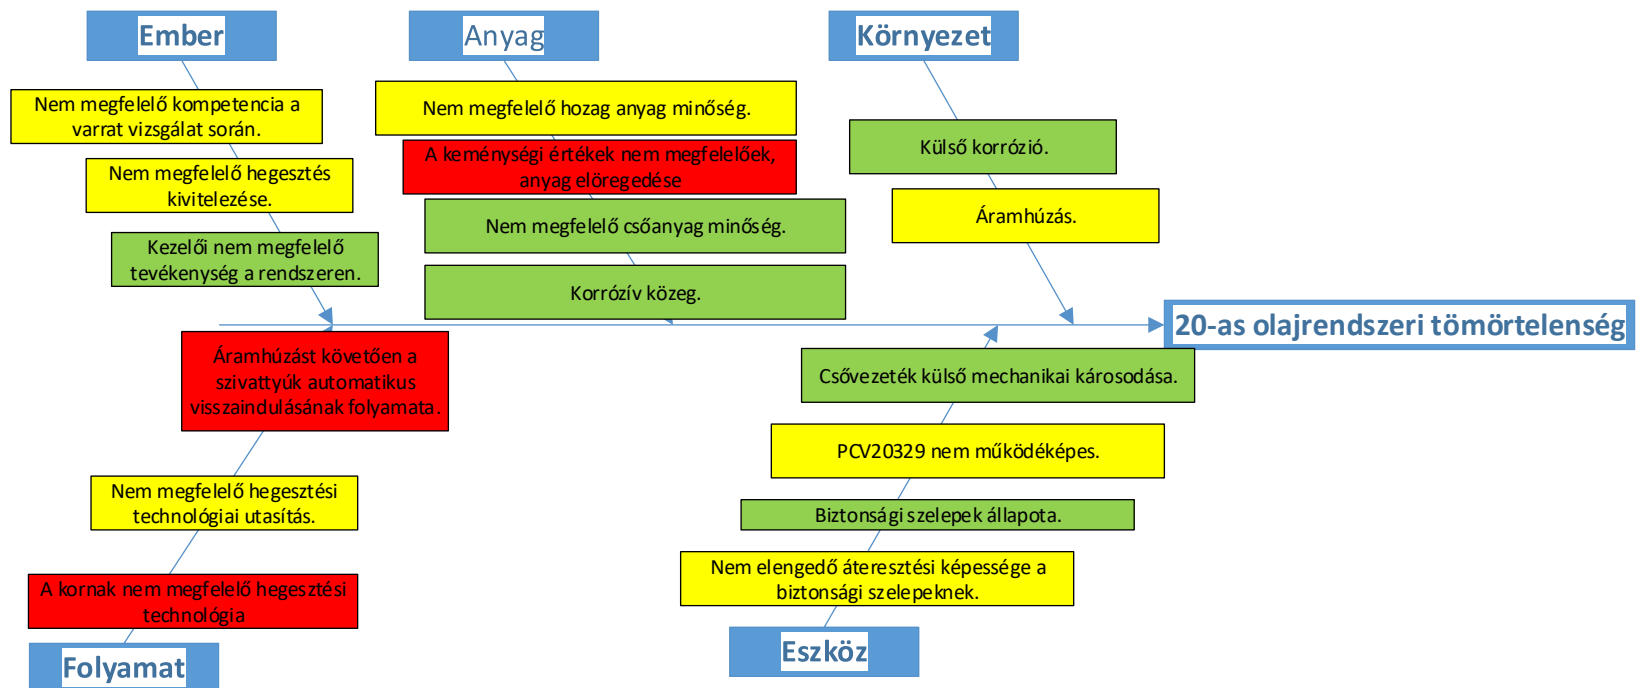 Ember
Anyag
Környezet
Nem megfelelő kompetencia a
varrat vizsgálat során.
Nem megfelelő hegesztés
kivitelezése.
Kezelői nem megfelelő
tevékenység a rendszeren.
Nem megfelelő hozag anyag minőség.
A keménységi értékek nem megfelelőek,
anyag elöregedése
Nem megfelelő csőanyag minőség.
Korrózív közeg.
Külső korrózió.
Áramhúzás.
20-as olajrendszeri tömörtelenség
Áramhúzást követően a
szivattyúk automatikus
visszaindulásának folyamata.
Nem megfelelő hegesztési
technológiai utasítás.
A kornak nem megfelelő hegesztési
technológia
Folyamat
Csővezeték külső mechanikai károsodása.
PCV20329 nem működéképes.
Biztonsági szelepek állapota.
Nem elengedő áteresztési képessége a
biztonsági szelepeknek.
Eszköz